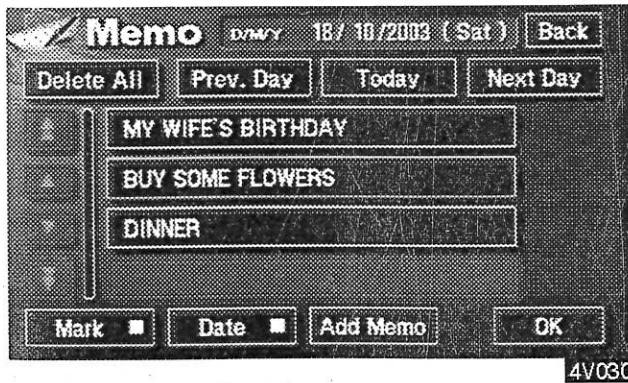 Memo D/M/Y 18/ 10/2003 ( Sat ) Back
Delete All Prev. Day Today Next Day
MY WIFE'S BIRTHDAY
BUY SOME FLOWERS
DINNER
Mark Date Add Memo OK
4V030